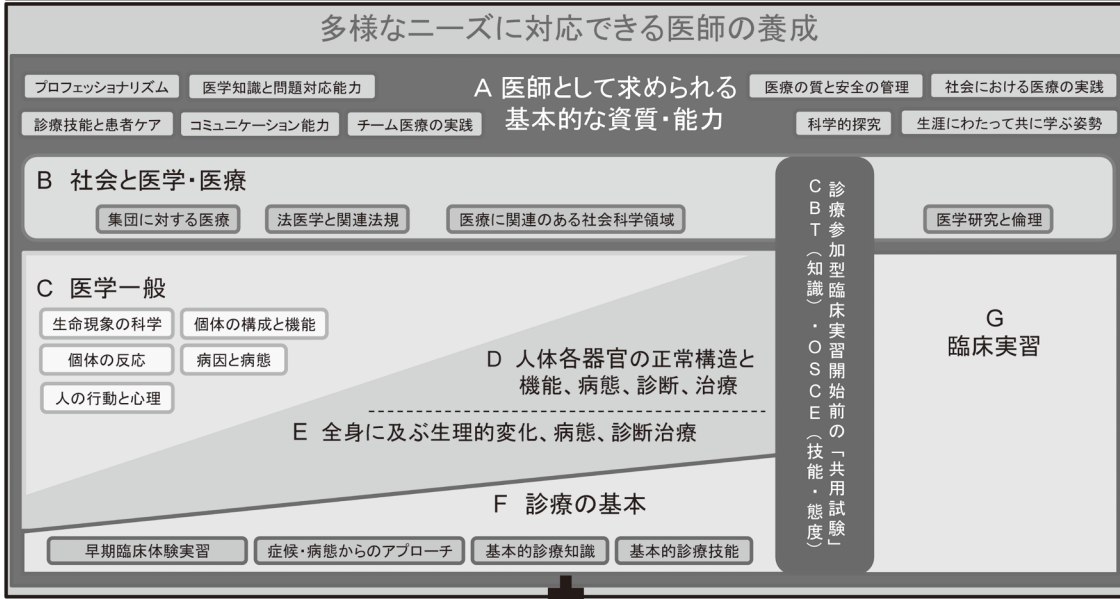 多様なニーズに対応できる医師の養成
プロフェッショナリズム
医学知識と問題対応能力
診療技能と患者ケア
コミュニケーション能力
チーム医療の実践
A 医師として求められる
基本的な資質・能力
医療の質と安全の管理
社会における医療の実践
科学的探究
生涯にわたって共に学ぶ姿勢
B 社会と医学・医療
集団に対する医療
法医学と関連法規
医療に関連のある社会科学領域
医学研究と倫理
C 医学一般
生命現象の科学
個体の構成と機能
個体の反応
病因と病態
人の行動と心理
D 人体各器官の正常構造と
機能、病態、診断、治療
E 全身に及ぶ生理的変化、病態、診断治療
F 診療の基本
早期臨床体験実習
症候・病態からのアプローチ
基本的診療知識
基本的診療技能
診療参加型臨床実習開始前の「共用試験」
CBT(知識)・OSCE(技能・態度)
G
臨床実習